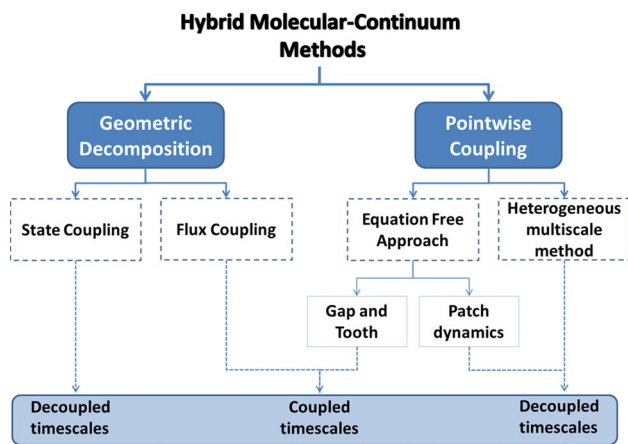 Hybrid Molecular-Continuum
Methods
Geometric
Decomposition
Pointwise
Coupling
State Coupling
Flux Coupling
Equation Free
Approach
Heterogeneous
multiscale
method
Gap and
Tooth
Patch
dynamics
Decoupled
timescales
Coupled
timescales
Decoupled
timescales